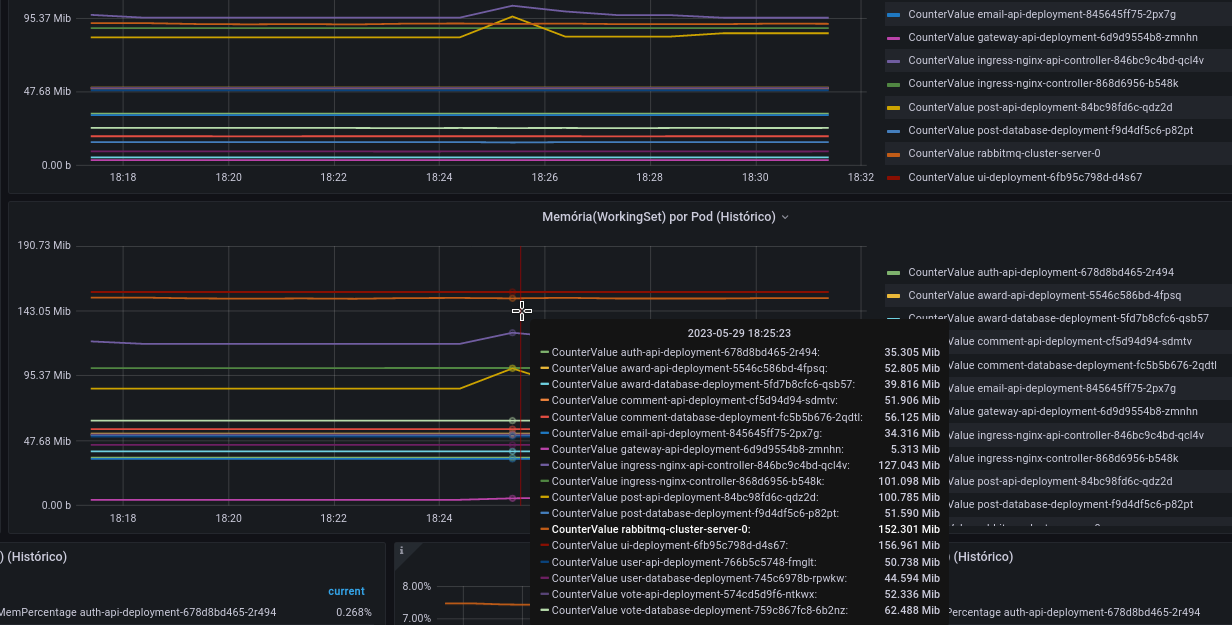 95.37 Mib
47.68 Mib
0.00 b
18:18 18:20 18:22 18:24 18:26 18:28 18:30 18:32
CounterValue email-api-deployment-845645ff75-2px7g
CounterValue gateway-api-deployment-6d9d9554b8-zmnhn
CounterValue ingress-nginx-api-controller-846bc9c4bd-qcl4v
CounterValue ingress-nginx-controller-868d6956-b548k
CounterValue post-api-deployment-84bc98fd6c-qdz2d
CounterValue post-database-deployment-f9d4df5c6-p82pt
CounterValue rabbitmq-cluster-server-0
CounterValue ui-deployment-6fb95c798d-d4s67
Memória(WorkingSet) por Pod (Histórico)
190.73 Mib
143.05 Mib
95.37 Mib
47.68 Mib
0.00 b
18:18 18:20 18:22 18:24
CounterValue auth-api-deployment-678d8bd465-2r494
CounterValue award-api-deployment-5546c586bd-4fpsq
CounterValue award-database-deployment-5fd7b8cfc6-qsb57
Value comment-api-deployment-cf5d94d94-sdmtv
Value comment-database-deployment-fc5b5b676-2qdtl
Value email-api-deployment-845645ff75-2px7g
Value gateway-api-deployment-6d9d9554b8-zmnhn
Value ingress-nginx-api-controller-846bc9c4bd-qcl4v
Value ingress-nginx-controller-868d6956-b548k
Value post-api-deployment-84bc98fd6c-qdz2d
Value post-database-deployment-f9d4df5c6-p82pt
2023-05-29 18:25:23
CounterValue auth-api-deployment-678d8bd465-2r494: 35.305 Mib
CounterValue award-api-deployment-5546c586bd-4fpsq: 52.805 Mib
CounterValue award-database-deployment-5fd7b8cfc6-qsb57: 39.816 Mib
CounterValue comment-api-deployment-cf5d94d94-sdmtv: 51.906 Mib
CounterValue comment-database-deployment-fc5b5b676-2qdtl: 56.125 Mib
CounterValue email-api-deployment-845645ff75-2px7g: 34.316 Mib
CounterValue gateway-api-deployment-6d9d9554b8-zmnhn: 5.313 Mib
CounterValue ingress-nginx-api-controller-846bc9c4bd-qcl4v: 127.043 Mib
CounterValue ingress-nginx-controller-868d6956-b548k: 101.098 Mib
CounterValue post-api-deployment-84bc98fd6c-qdz2d: 100.785 Mib
CounterValue post-database-deployment-f9d4df5c6-p82pt: 51.590 Mib
CounterValue rabbitmq-cluster-server-0: 152.301 Mib
CounterValue ui-deployment-6fb95c798d-d4s67: 156.961 Mib
CounterValue user-api-deployment-766b5c5748-fmglt: 50.738 Mib
CounterValue user-database-deployment-745c6978b-rpwkw: 44.594 Mib
CounterValue vote-api-deployment-574cd5d9f6-ntkwx: 52.336 Mib
CounterValue vote-database-deployment-759c867fc8-6b2nz: 62.488 Mib
) (Histórico)
current
MemPercentage auth-api-deployment-678d8bd465-2r494 0.268%
i
8.00%
7.00%
) (Histórico)
Percentage auth-api-deployment-678d8bd465-2r494